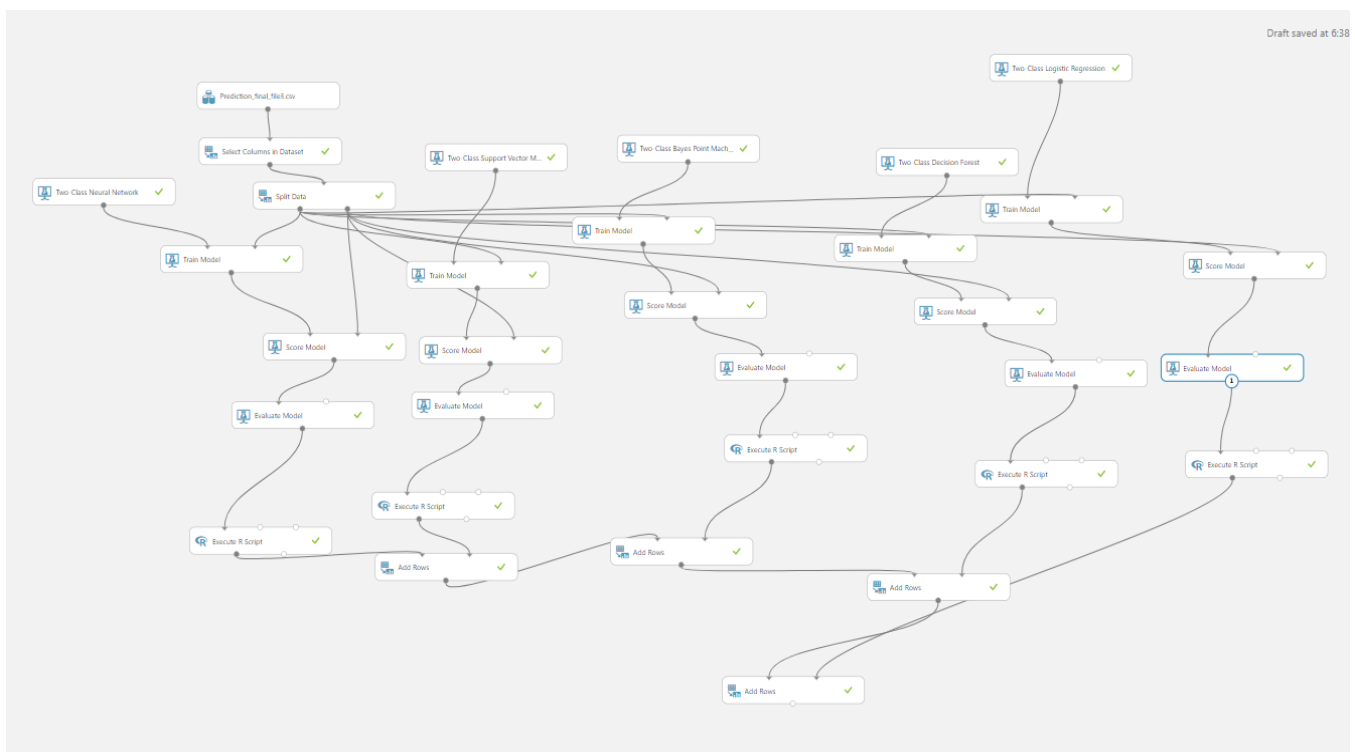 Draft saved at 6:38
Two Class Logistic Regression
Prediction_final_file3.csv
Select Columns in Dataset
Two Class Support Vector M...
Two Class Bayes Point Mach...
Two Class Decision Forest
Two Class Neural Network
Split Data
Train Model
Train Model
Train Model
Train Model
Train Model
Score Model
Score Model
Score Model
Score Model
Score Model
Evaluate Model
Evaluate Model
Evaluate Model
1
Evaluate Model
Evaluate Model
Execute R Script
Execute R Script
Execute R Script
Execute R Script
Execute R Script
Add Rows
Add Rows
Add Rows
Add Rows